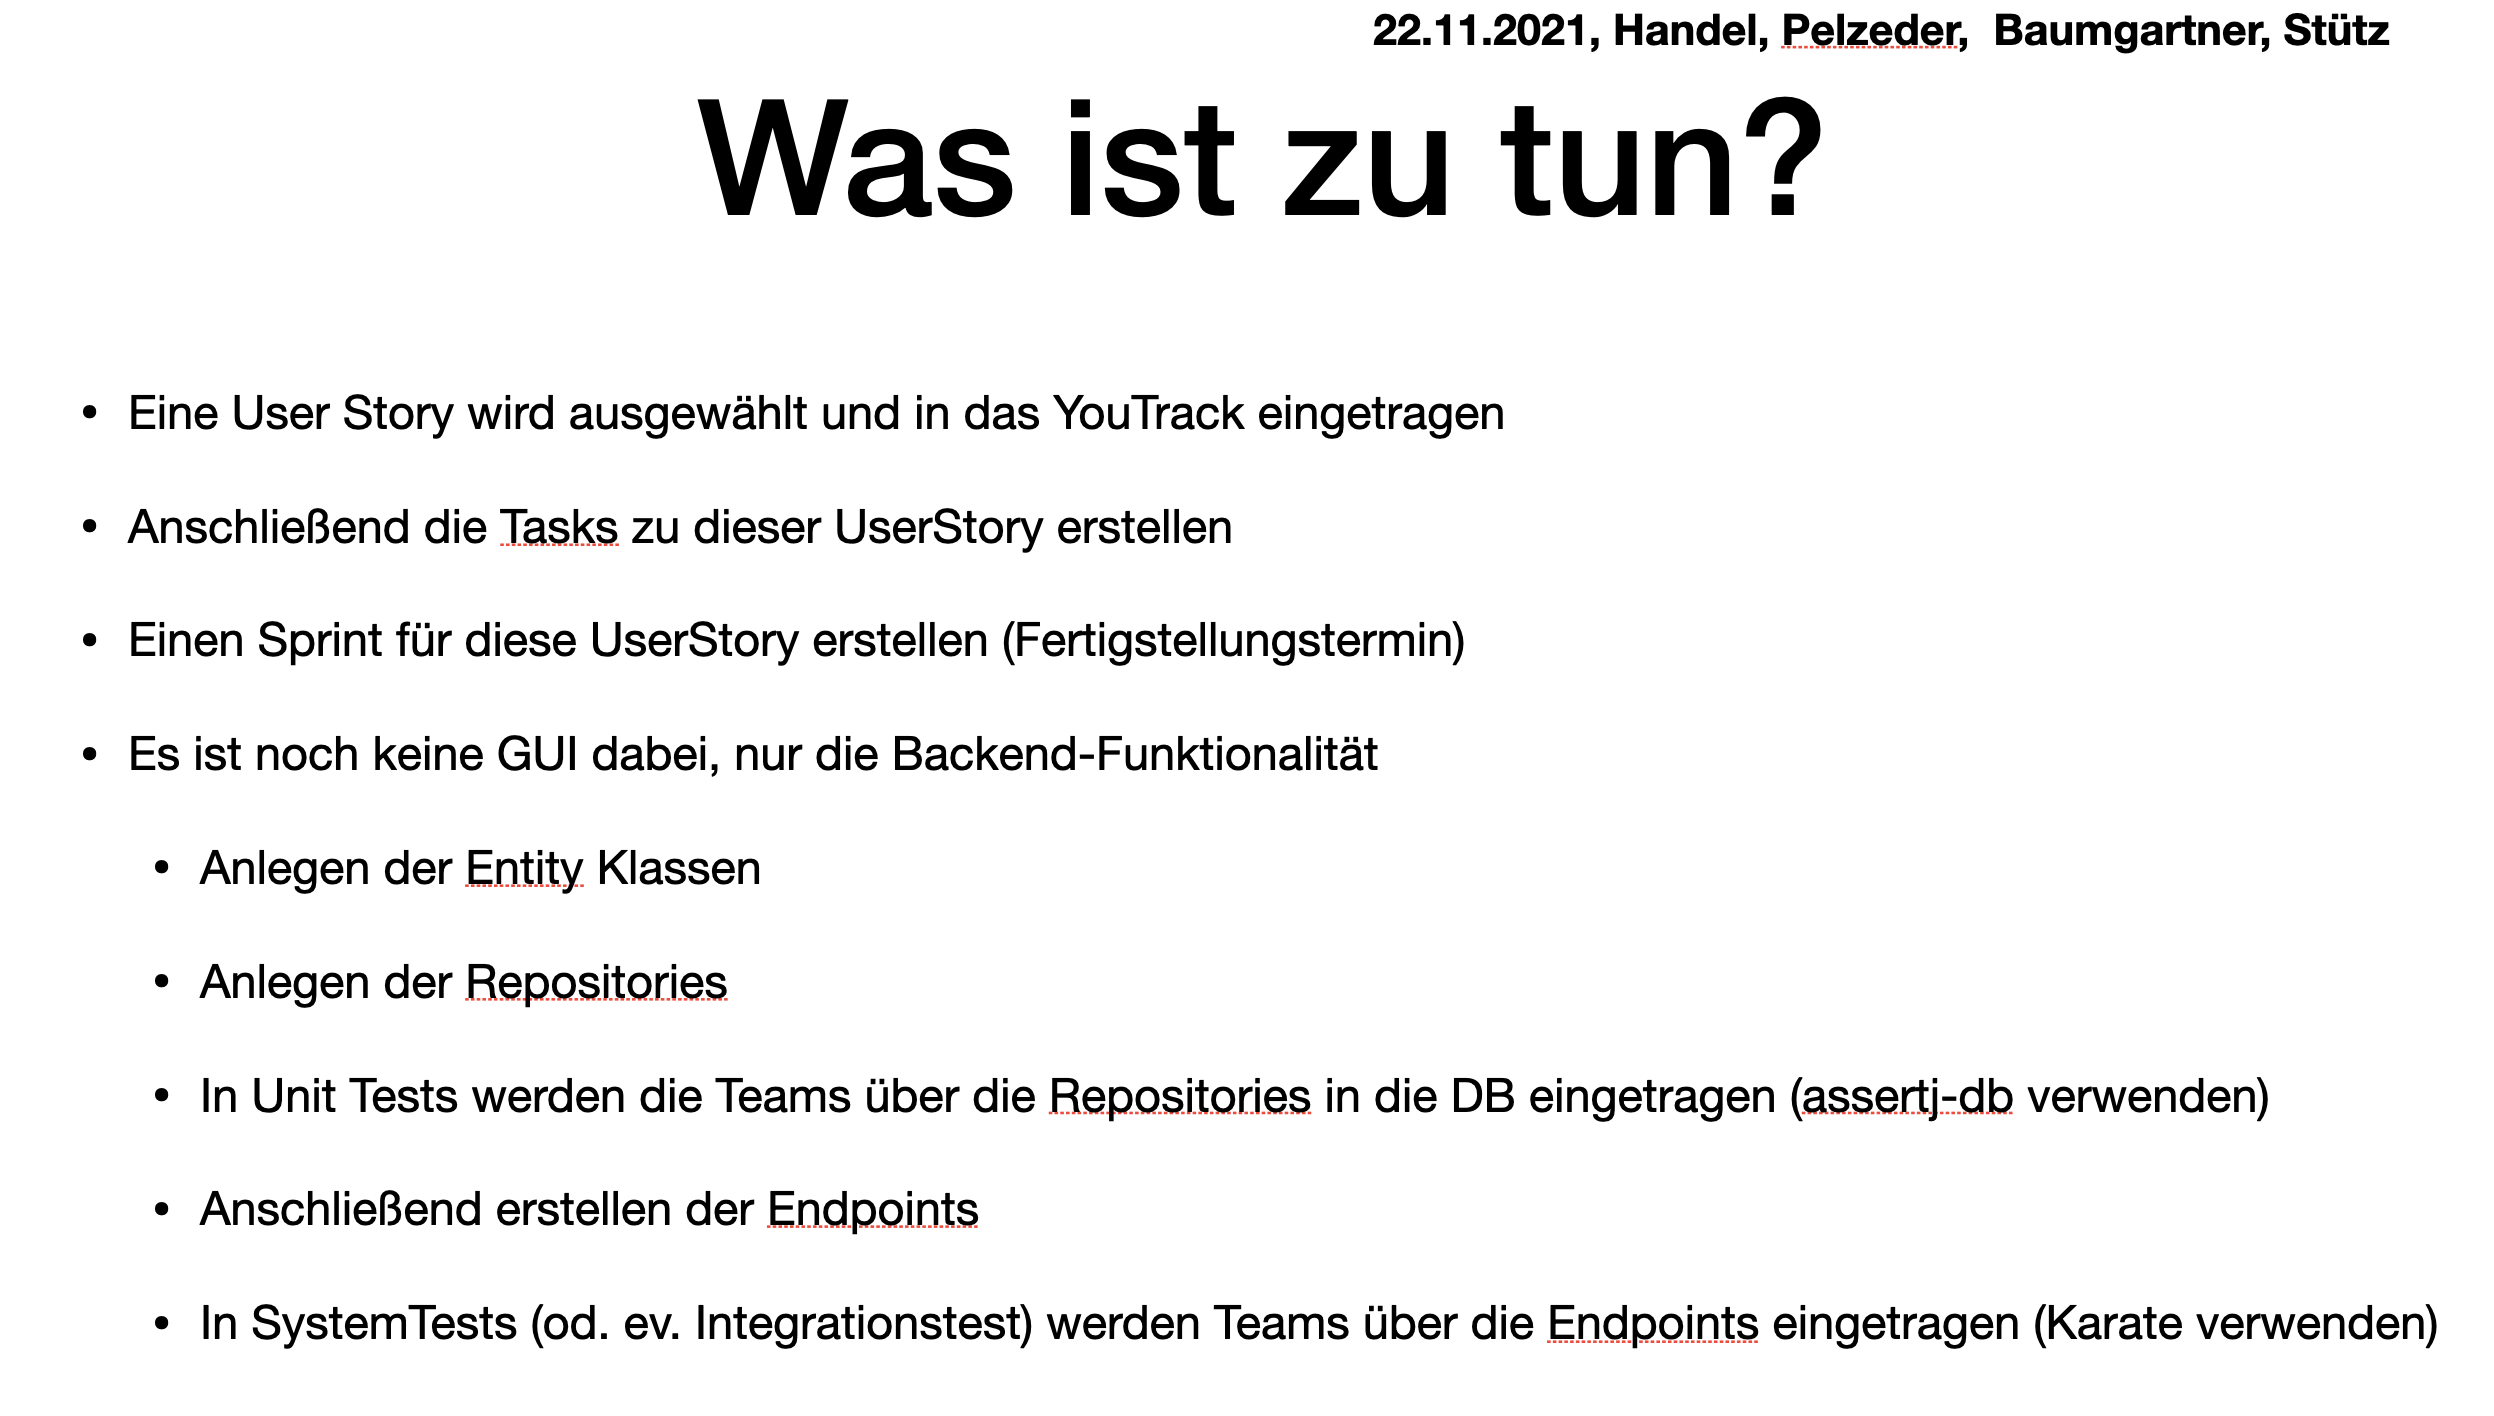 22.11.2021, Handel, Pelzeder,  Baumgartner, Stütz
Was ist zu tun?
• Eine User Story wird ausgewählt und in das YouTrack eingetragen
• Anschließend die Tasks zu dieser UserStory erstellen
• Einen Sprint für diese UserStory erstellen (Fertigstellungstermin)
• Es ist noch keine GUI dabei, nur die Backend-Funktionalität
• Anlegen der Entity Klassen
• Anlegen der Repositories
• In Unit Tests werden die Teams über die Repositories in die DB eingetragen (assertj-db verwenden)
• Anschließend erstellen der Endpoints
• In SystemTests (od. ev. Integrationstest) werden Teams über die Endpoints eingetragen (Karate verwenden)